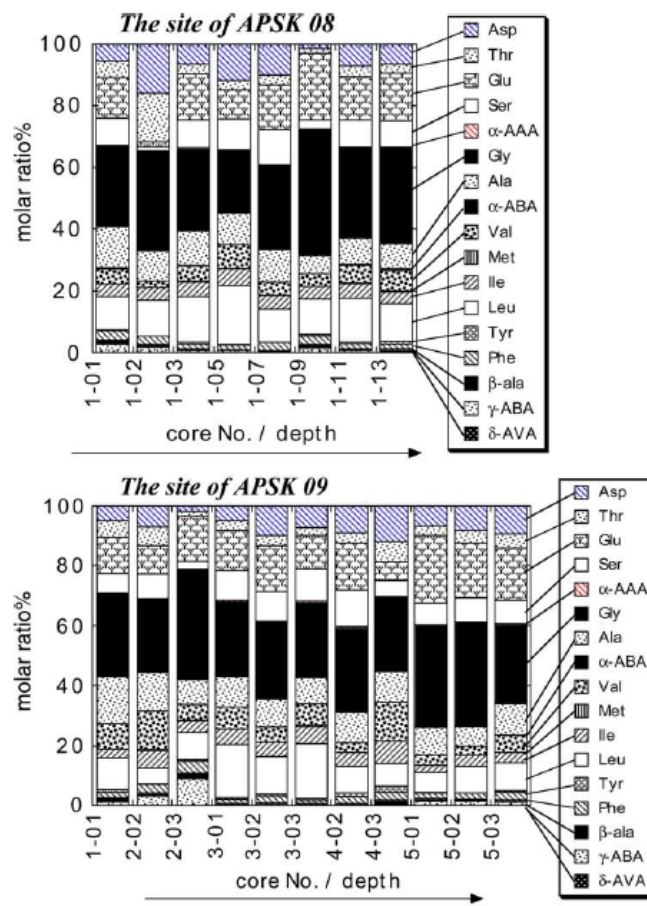 The site of APSK 08
100
80
60
40
20
0
molar ratio%
1-01
1-02
1-03
1-05
1-07
1-09
1-11
1-13
core No. / depth
Asp
Thr
Glu
Ser
α-AAA
Gly
Ala
α-ABA
Val
Met
Ile
Leu
Tyr
Phe
β-ala
γ-ABA
δ-AVA
The site of APSK 09
100
80
60
40
20
0
molar ratio%
1-01
2-02
2-03
3-01
3-02
3-03
4-02
4-03
5-01
5-02
5-03
core No. / depth
Asp
Thr
Glu
Ser
α-AAA
Gly
Ala
α-ABA
Val
Met
Ile
Leu
Tyr
Phe
β-ala
γ-ABA
δ-AVA